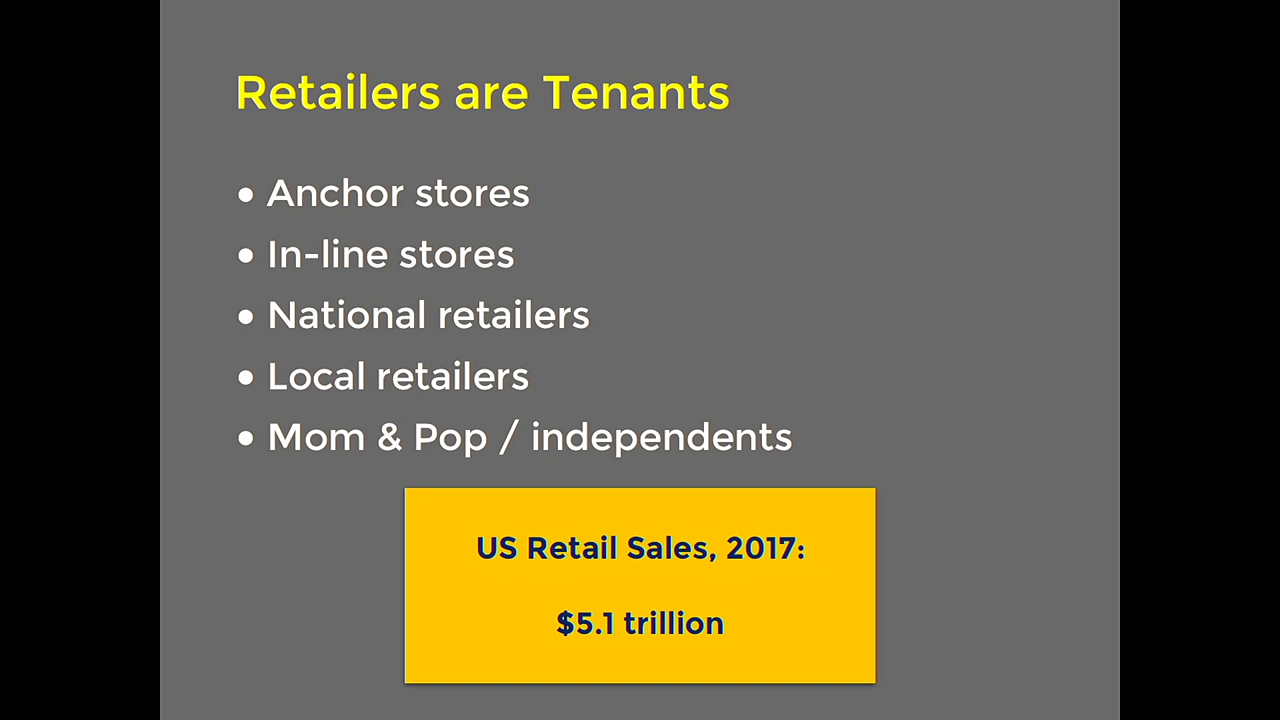 Retailers are Tenants
• Anchor stores
• In-line stores
• National retailers
• Local retailers
• Mom & Pop / independents
US Retail Sales, 2017:
$5.1 trillion